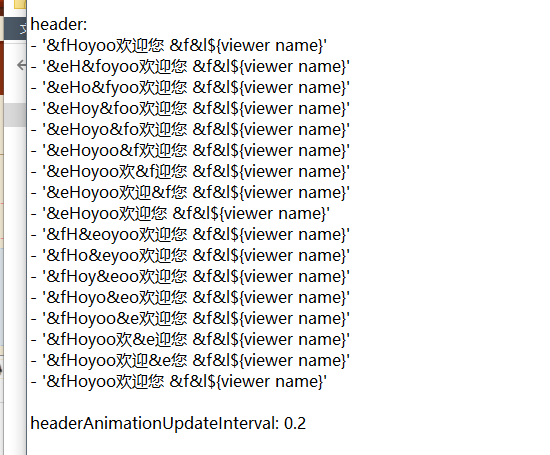 header:
- '&fHoyoo欢迎您 &f&l${viewer name}'
- '&eH&foyoo欢迎您 &f&l${viewer name}'
- '&eHo&fyoo欢迎您 &f&l${viewer name}'
- '&eHoy&foo欢迎您 &f&l${viewer name}'
- '&eHoyo&fo欢迎您 &f&l${viewer name}'
- '&eHoyoo&f欢迎您 &f&l${viewer name}'
- '&eHoyoo欢&f迎您 &f&l${viewer name}'
- '&eHoyoo欢迎&f您 &f&l${viewer name}'
- '&eHoyoo欢迎您 &f&l${viewer name}'
- '&fH&eoyoo欢迎您 &f&l${viewer name}'
- '&fHo&eyoo欢迎您 &f&l${viewer name}'
- '&fHoy&eoo欢迎您 &f&l${viewer name}'
- '&fHoyo&eo欢迎您 &f&l${viewer name}'
- '&fHoyoo&e欢迎您 &f&l${viewer name}'
- '&fHoyoo欢&e迎您 &f&l${viewer name}'
- '&fHoyoo欢迎&e您 &f&l${viewer name}'
- '&fHoyoo欢迎您 &f&l${viewer name}'
headerAnimationUpdateInterval: 0.2